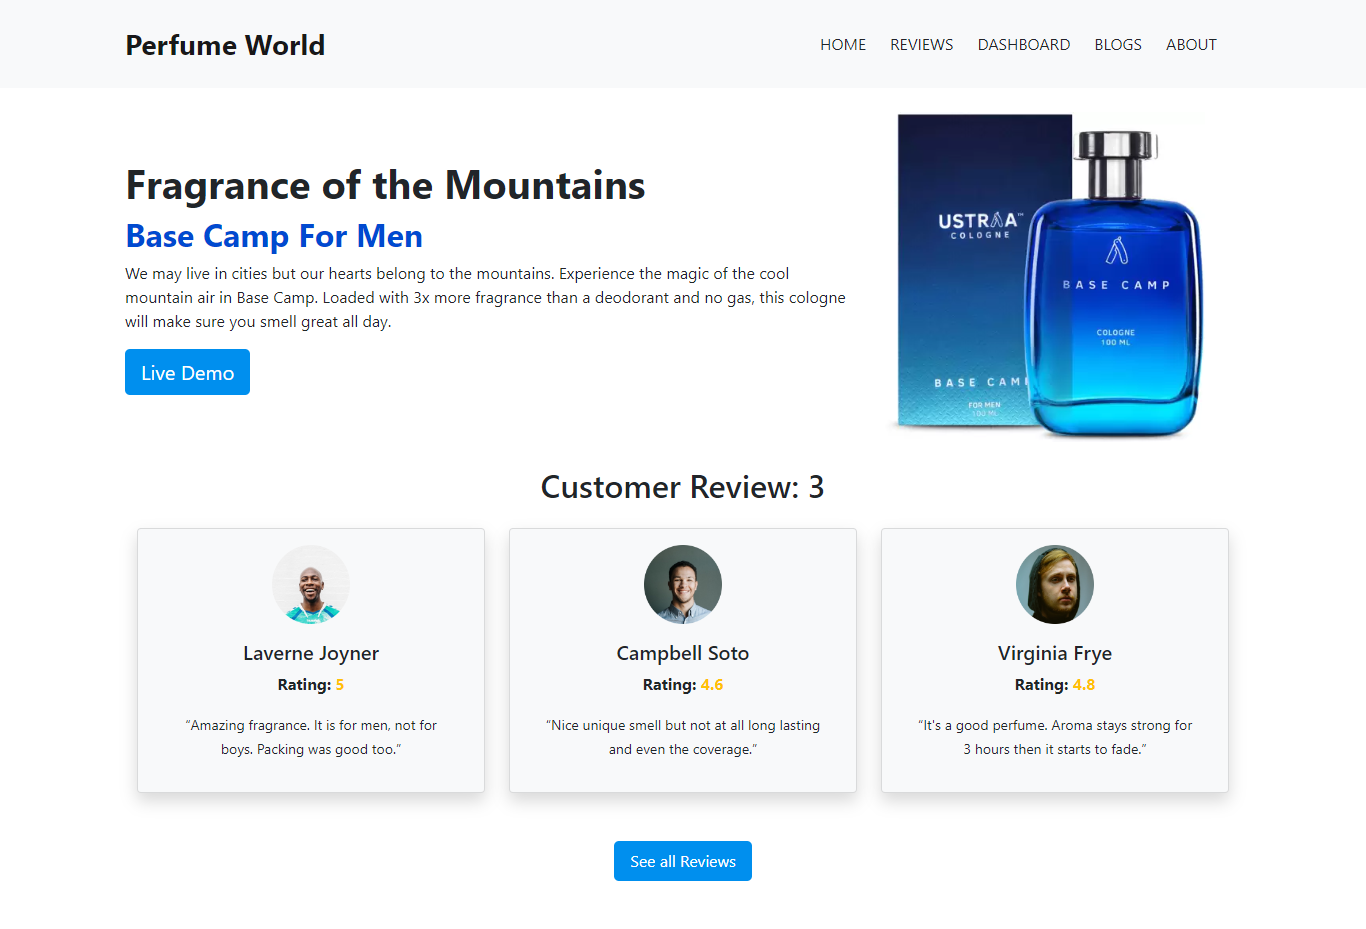 Perfume World
HOME REVIEWS DASHBOARD BLOGS ABOUT
Fragrance of the Mountains
Base Camp For Men
We may live in cities but our hearts belong to the mountains. Experience the magic of the cool
mountain air in Base Camp. Loaded with 3x more fragrance than a deodorant and no gas, this cologne
will make sure you smell great all day.
Live Demo
USTRAA™
COLOGNE
BASE CAM
FOR MEN
100 ML
BASE CAMP
COLOGNE
100 ML
Customer Review: 3
Laverne Joyner
Rating: 5
“Amazing fragrance. It is for men, not for
boys. Packing was good too.”
Campbell Soto
Rating: 4.6
“Nice unique smell but not at all long lasting
and even the coverage.”
Virginia Frye
Rating: 4.8
“It's a good perfume. Aroma stays strong for
3 hours then it starts to fade.”
See all Reviews